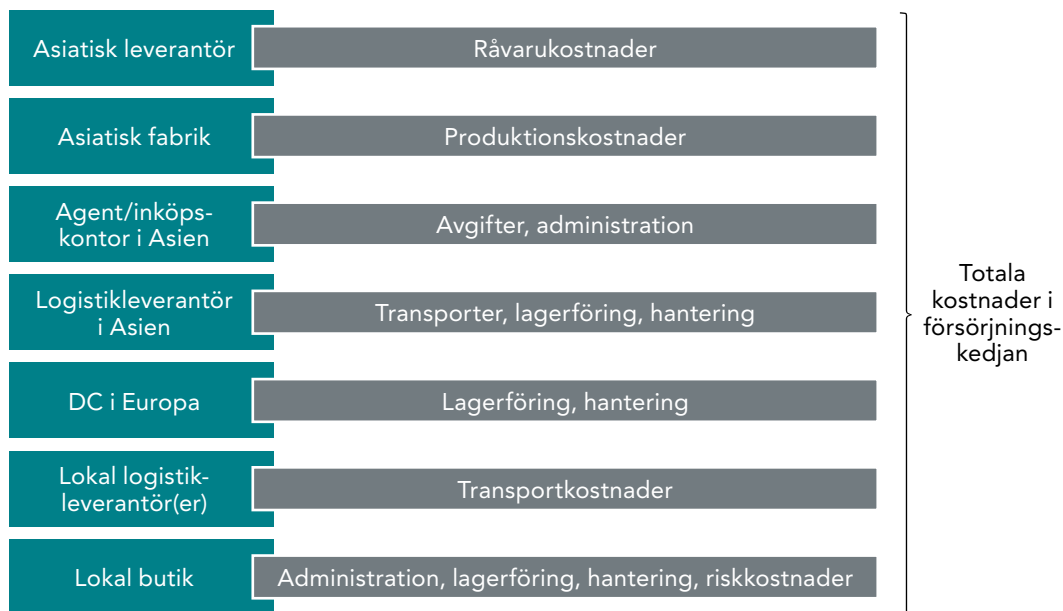 Asiatisk leverantör
Råvarukostnader
Asiatisk fabrik
Produktionskostnader
Agent/inköps-
kontor i Asien
Avgifter, administration
Logistikleverantör
i Asien
Transporter, lagerföring, hantering
DC i Europa
Lagerföring, hantering
Lokal logistik-
leverantör(er)
Transportkostnader
Lokal butik
Administration, lagerföring, hantering, riskkostnader
Totala
kostnader i
försörjnings-
kedjan